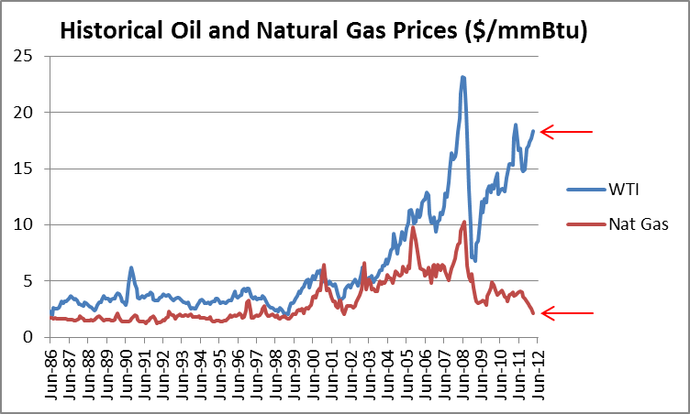 Historical Oil and Natural Gas Prices ($/mmBtu)
25
20
15
10
5
0
WTI
Nat Gas
Jun-86
Jun-87
Jun-88
Jun-89
Jun-90
Jun-91
Jun-92
Jun-93
Jun-94
Jun-95
Jun-96
Jun-97
Jun-98
Jun-99
Jun-00
Jun-01
Jun-02
Jun-03
Jun-04
Jun-05
Jun-06
Jun-07
Jun-08
Jun-09
Jun-10
Jun-11
Jun-12